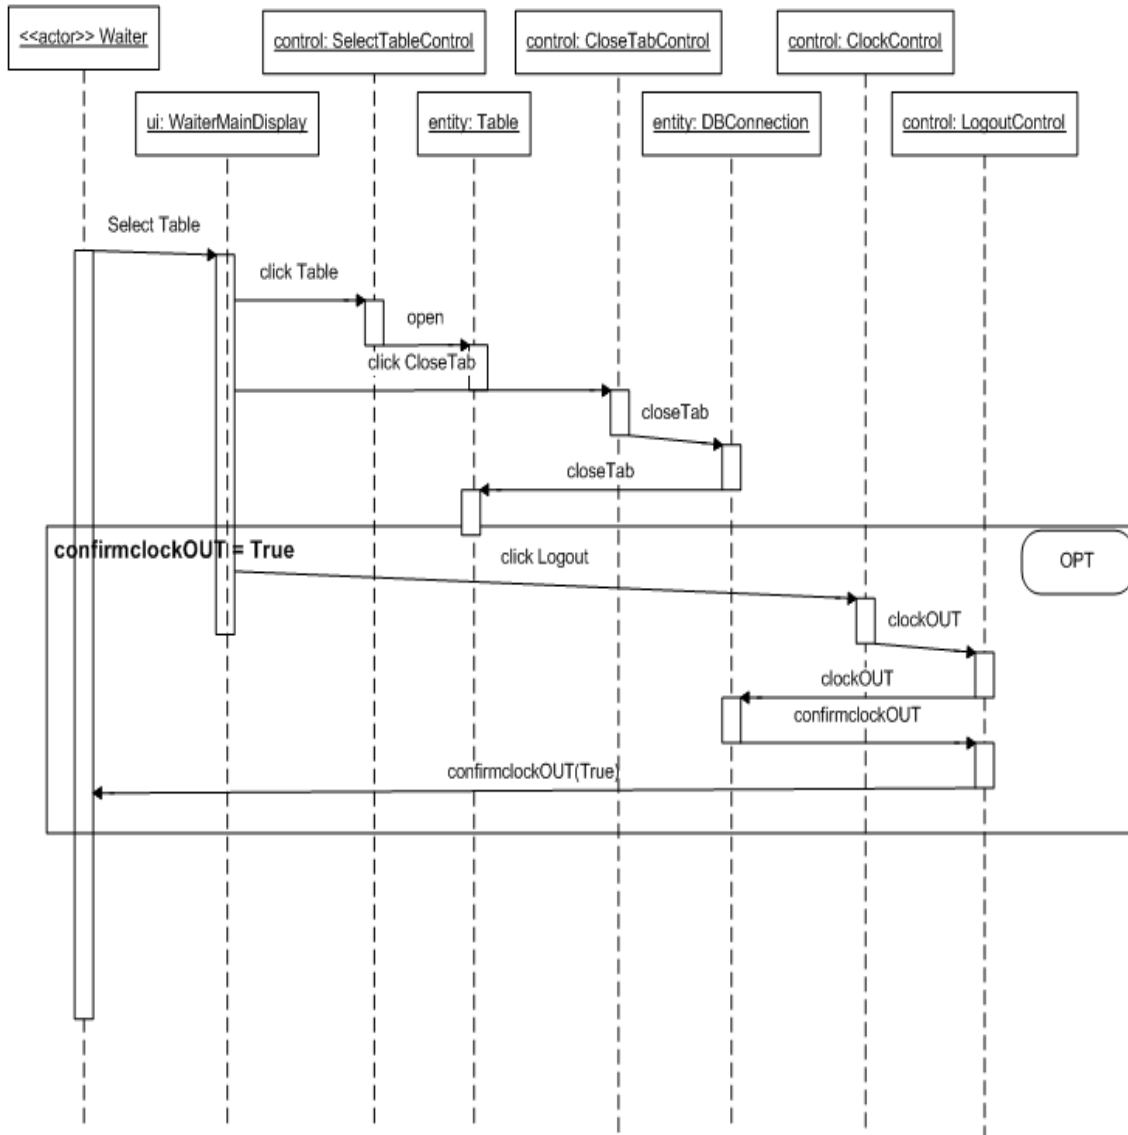 <<actor>> Waiter
control: SelectTableControl
control: CloseTabControl
control: ClockControl
ui: WaiterMainDisplay
entity: Table
entity: DBConnection
control: LogoutControl
Select Table
click Table
open
click CloseTab
closeTab
closeTab
confirmclockOUT = True
click Logout
OPT
clockOUT
clockOUT
confirmclockOUT
confirmclockOUT(True)